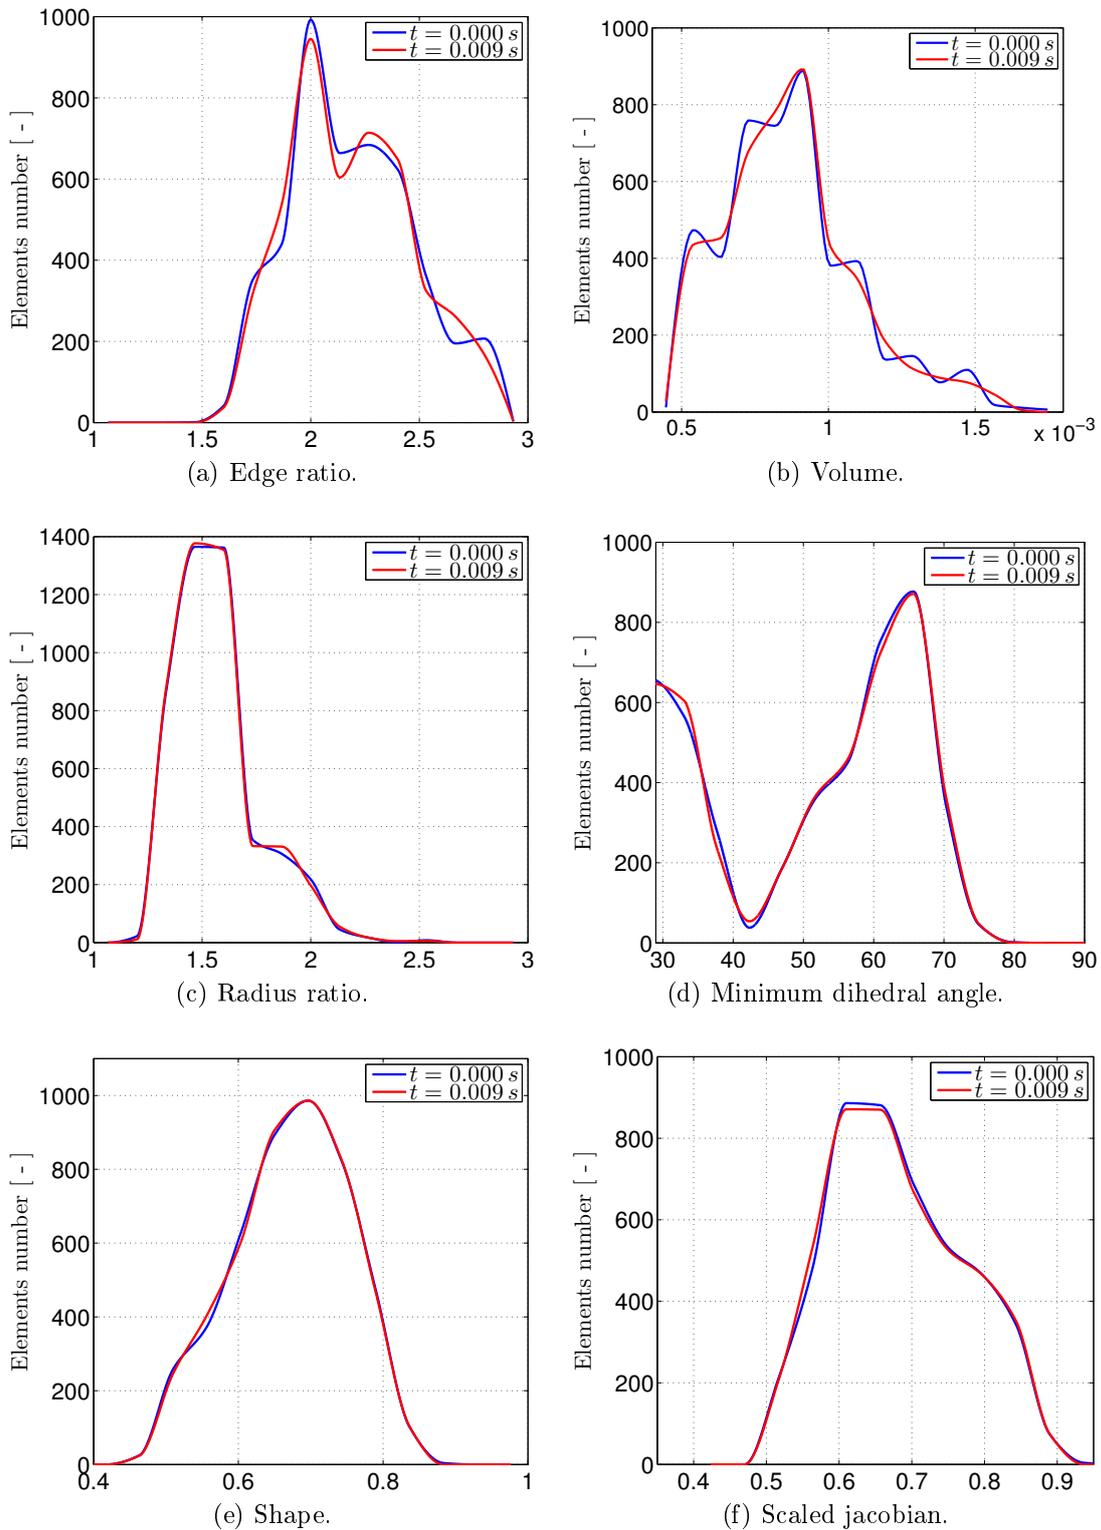 1000
800
600
400
200
0
Elements number [ - ]
t = 0.000 s
t = 0.009 s
1 1.5 2 2.5 3
(a) Edge ratio.
1000
800
600
400
200
0
Elements number [ - ]
t = 0.000 s
t = 0.009 s
0.5 1 1.5
x 10⁻³
(b) Volume.
1400
1200
1000
800
600
400
200
0
Elements number [ - ]
t = 0.000 s
t = 0.009 s
1 1.5 2 2.5 3
(c) Radius ratio.
1000
800
600
400
200
0
Elements number [ - ]
t = 0.000 s
t = 0.009 s
30 40 50 60 70 80 90
(d) Minimum dihedral angle.
1000
800
600
400
200
0
Elements number [ - ]
t = 0.000 s
t = 0.009 s
0.4 0.6 0.8 1
(e) Shape.
1000
800
600
400
200
0
Elements number [ - ]
t = 0.000 s
t = 0.009 s
0.4 0.5 0.6 0.7 0.8 0.9
(f) Scaled jacobian.